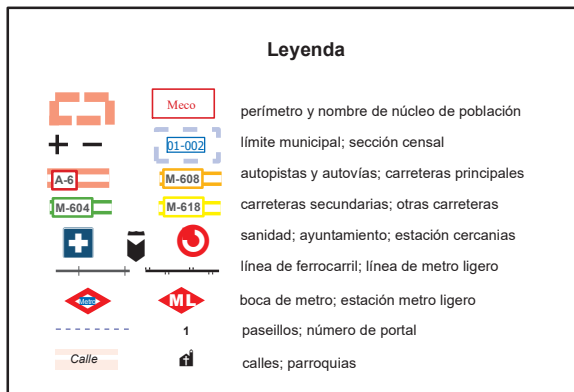 Leyenda
Meco
perímetro y nombre de núcleo de población
01-002
límite municipal; sección censal
A-6 M-608
autopistas y autovías; carreteras principales
M-604 M-618
carreteras secundarias; otras carreteras
sanidad; ayuntamiento; estación cercanias
línea de ferrocarril; línea de metro ligero
Metro ML
boca de metro; estación metro ligero
1
paseillos; número de portal
Calle
calles; parroquias